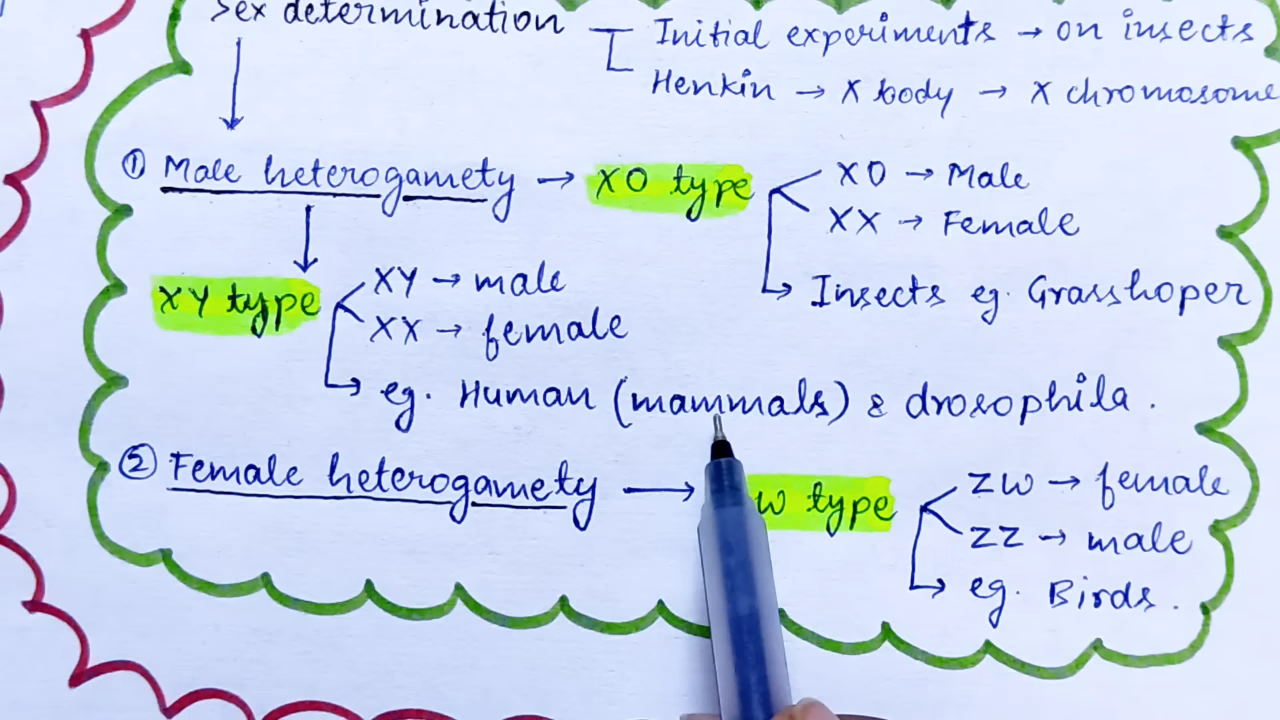 Sex determination
Initial experiments → on insects
Henkin → X body → X chromosome
① Male heterogamety → XO type
XO → Male
XX → Female
Insects eg. Grasshoper
XY type
XY → male
XX → female
eg. Human (mammals) & drosophila.
② Female heterogamety → W type
ZW → female
ZZ → male
eg. Birds.